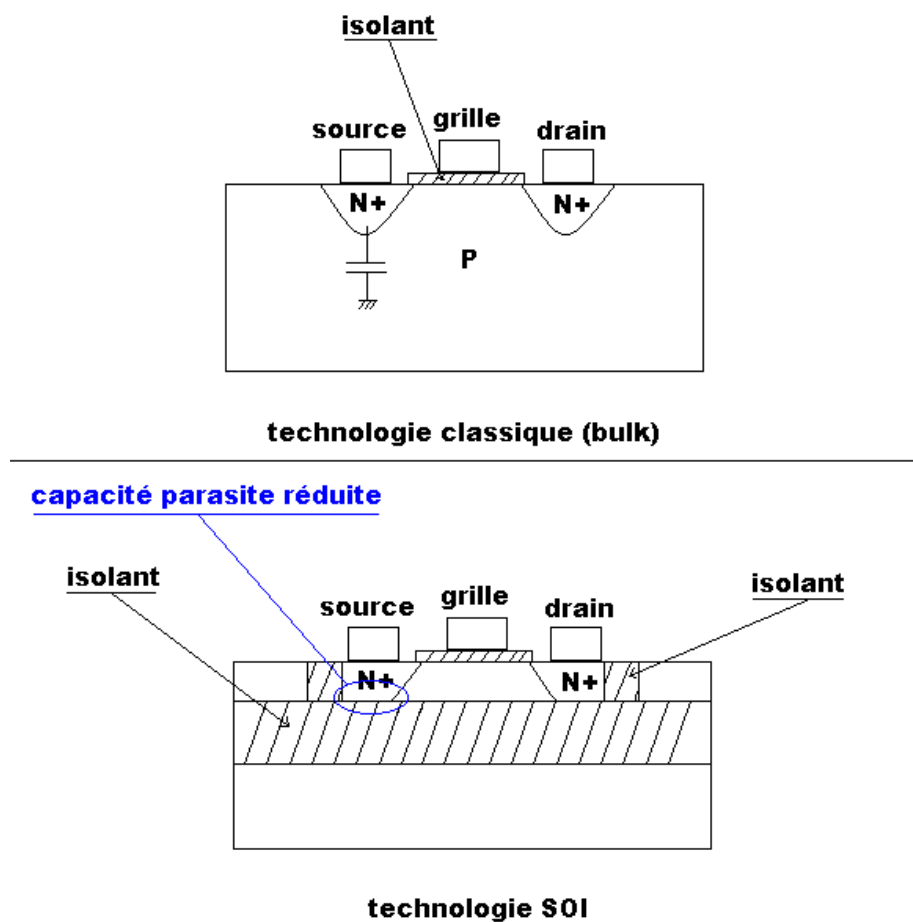 isolant
source
grille
drain
N+
N+
P
technologie classique (bulk)
capacité parasite réduite
isolant
isolant
source
grille
drain
N+
N+
technologie SOI